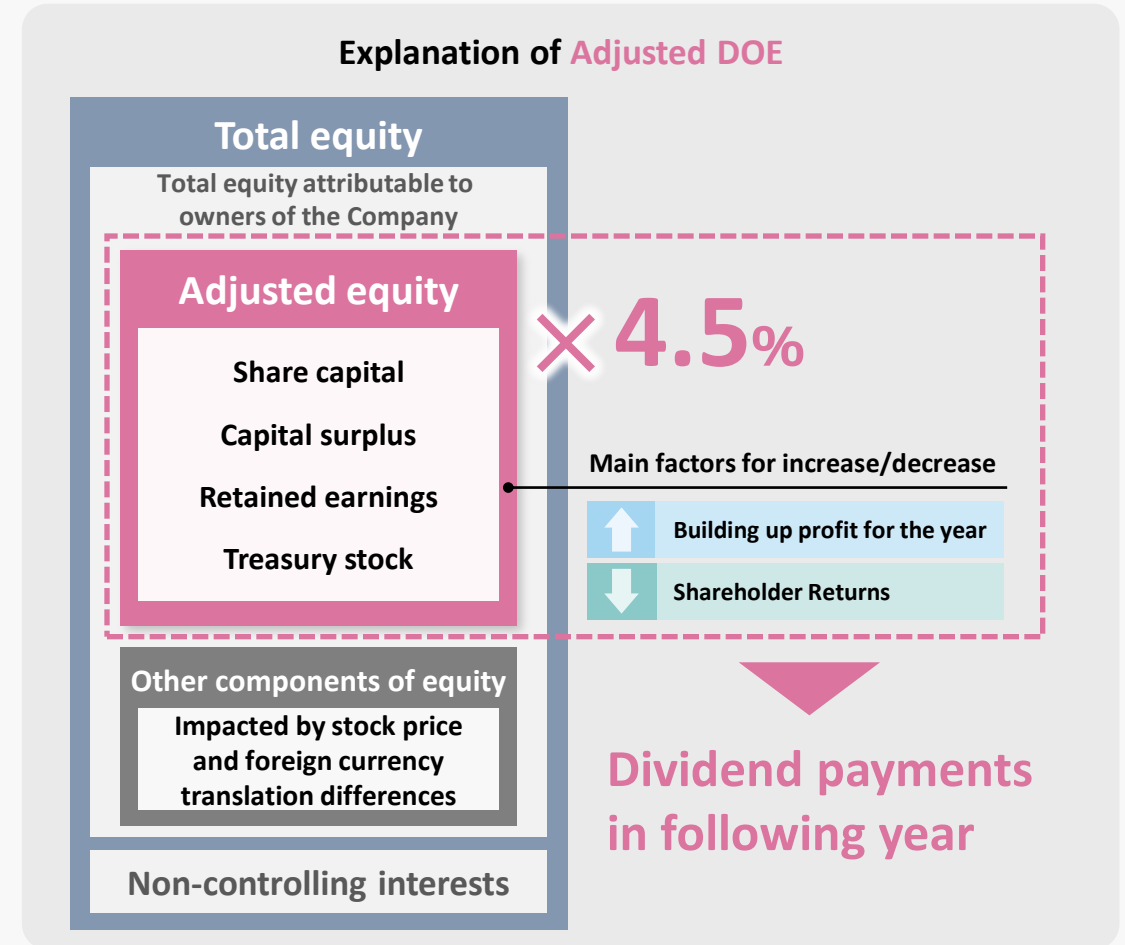 Explanation of Adjusted DOE
Total equity
Total equity attributable to
owners of the Company
Adjusted equity
Share capital
Capital surplus
Retained earnings
Treasury stock
× 4.5%
Main factors for increase/decrease
Building up profit for the year
Shareholder Returns
Other components of equity
Impacted by stock price
and foreign currency
translation differences
Dividend payments
in following year
Non-controlling interests